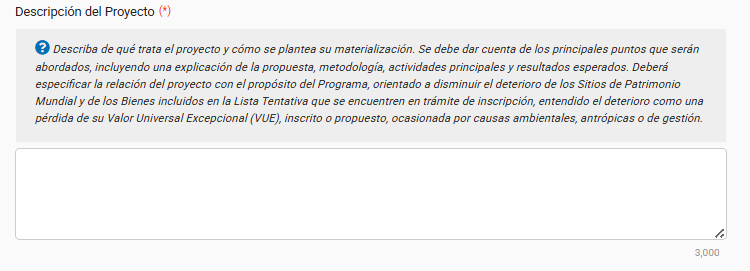 Descripción del Proyecto (*)
Describa de qué trata el proyecto y cómo se plantea su materialización. Se debe dar cuenta de los principales puntos que serán
abordados, incluyendo una explicación de la propuesta, metodología, actividades principales y resultados esperados. Deberá
especificar la relación del proyecto con el propósito del Programa, orientado a disminuir el deterioro de los Sitios de Patrimonio
Mundial y de los Bienes incluidos en la Lista Tentativa que se encuentren en trámite de inscripción, entendido el deterioro como una
pérdida de su Valor Universal Excepcional (VUE), inscrito o propuesto, ocasionada por causas ambientales, antrópicas o de gestión.
3,000